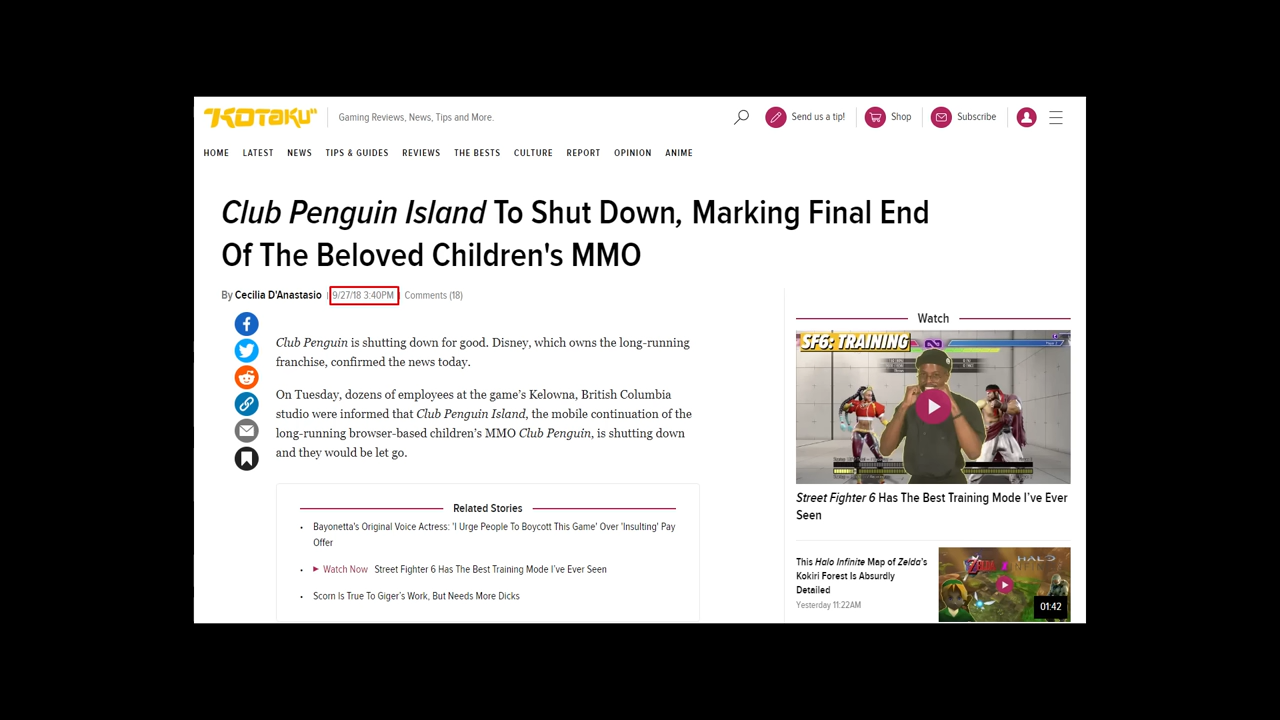 KOTAKU
Gaming Reviews, News, Tips and More.
Send us a tip!
Shop
Subscribe
HOME LATEST NEWS TIPS & GUIDES REVIEWS THE BESTS CULTURE REPORT OPINION ANIME
Club Penguin Island To Shut Down, Marking Final End
Of The Beloved Children's MMO
By Cecilia D'Anastasio | 9/27/18 3:40PM | Comments (18)
Club Penguin is shutting down for good. Disney, which owns the long-running
franchise, confirmed the news today.
On Tuesday, dozens of employees at the game’s Kelowna, British Columbia
studio were informed that Club Penguin Island, the mobile continuation of the
long-running browser-based children’s MMO Club Penguin, is shutting down
and they would be let go.
Related Stories
• Bayonetta's Original Voice Actress: 'I Urge People To Boycott This Game' Over 'Insulting' Pay
Offer
• Watch Now Street Fighter 6 Has The Best Training Mode I've Ever Seen
• Scorn Is True To Giger's Work, But Needs More Dicks
Watch
SF6: TRAINING
Street Fighter 6 Has The Best Training Mode I've Ever
Seen
This Halo Infinite Map of Zelda's
Kokiri Forest Is Absurdly
Detailed
Yesterday 11:22AM
ZELDA
HALO
01:42